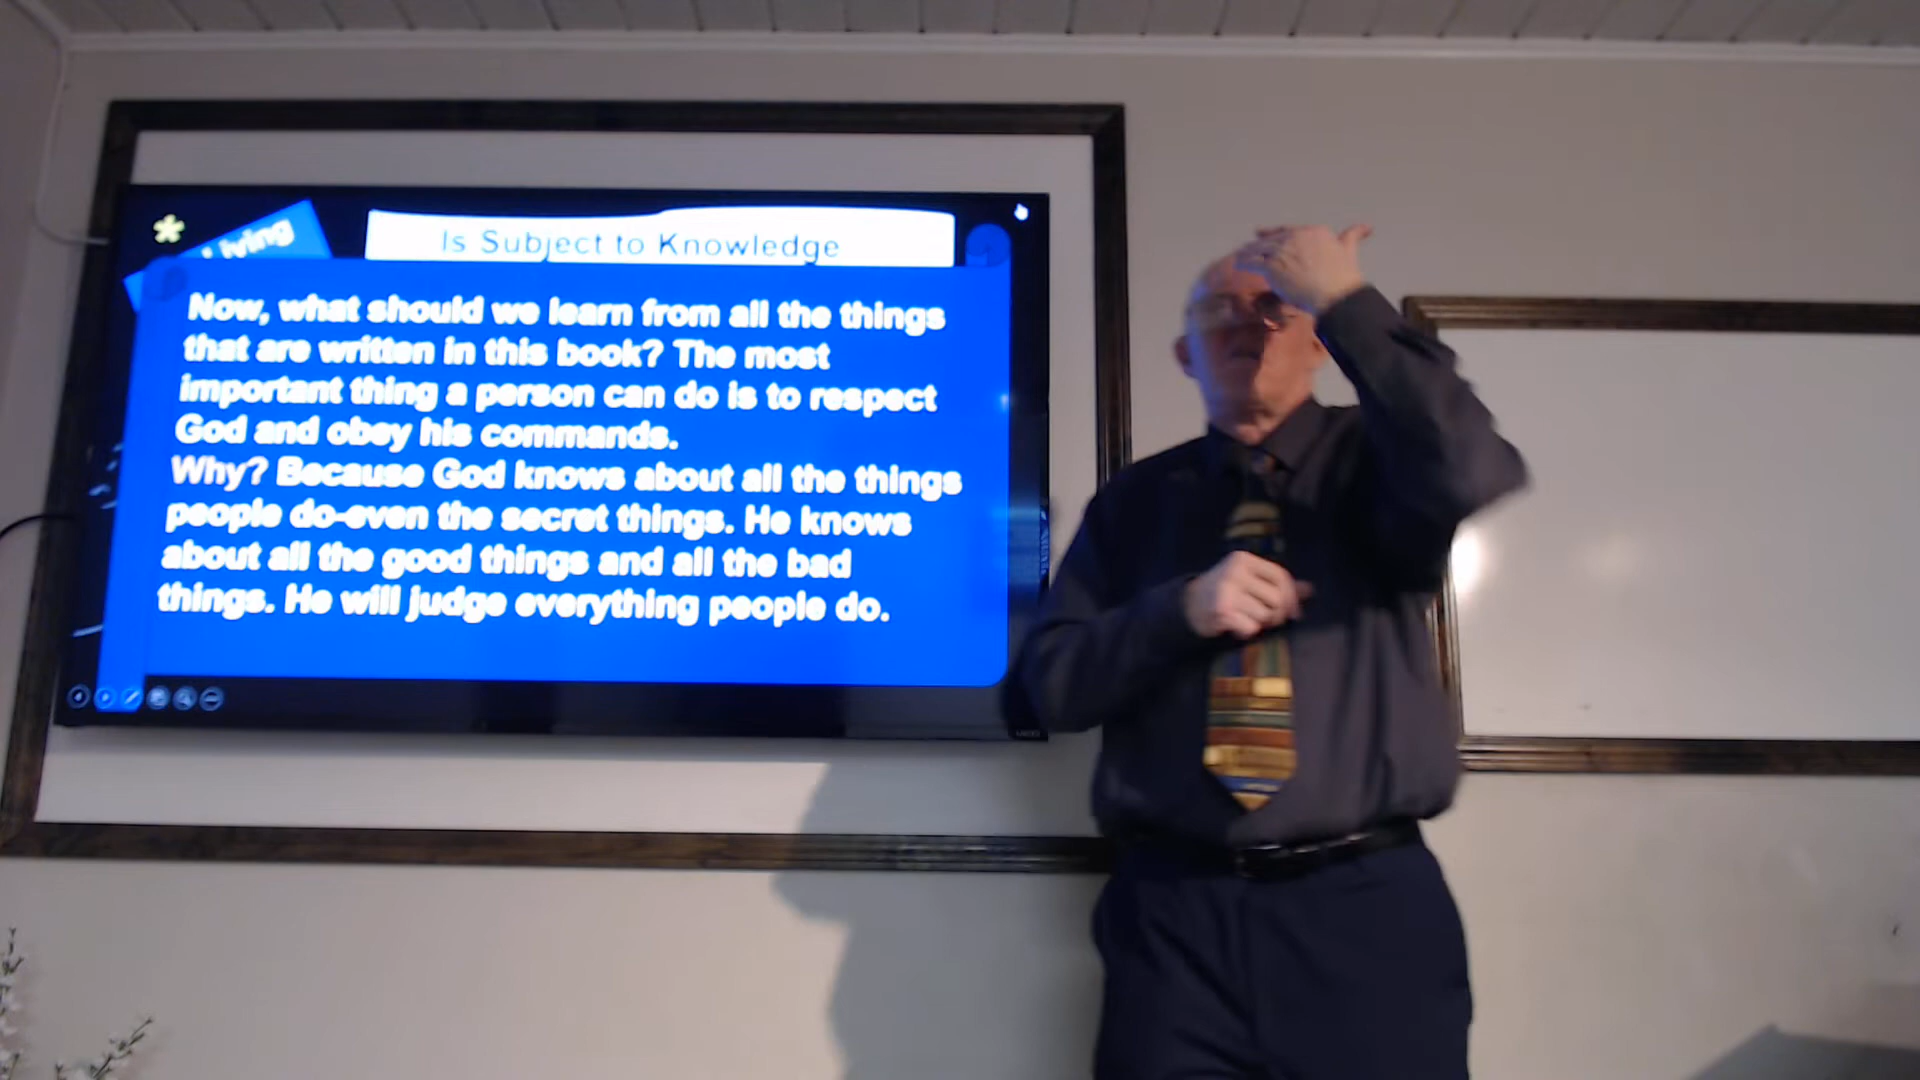 Living
Is Subject to Knowledge
Now, what should we learn from all the things
that are written in this book? The most
important thing a person can do is to respect
God and obey his commands.
Why? Because God knows about all the things
people do-even the secret things. He knows
about all the good things and all the bad
things. He will judge everything people do.